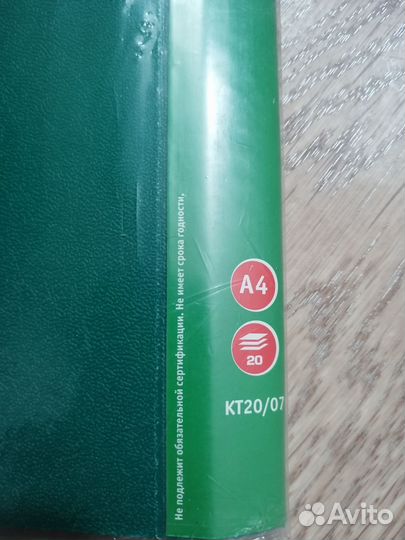 Не подлежит обязательной сертификации. Не имеет срока годности.
A4
20
KT20/07
Avito